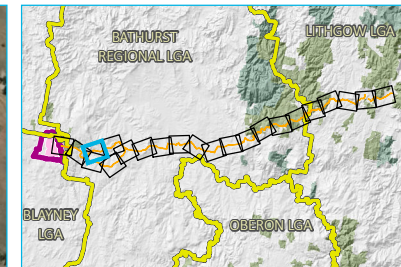 BATHURST
REGIONAL LGA
LITHGOW LGA
BLAYNEY
LGA
OBERON LGA